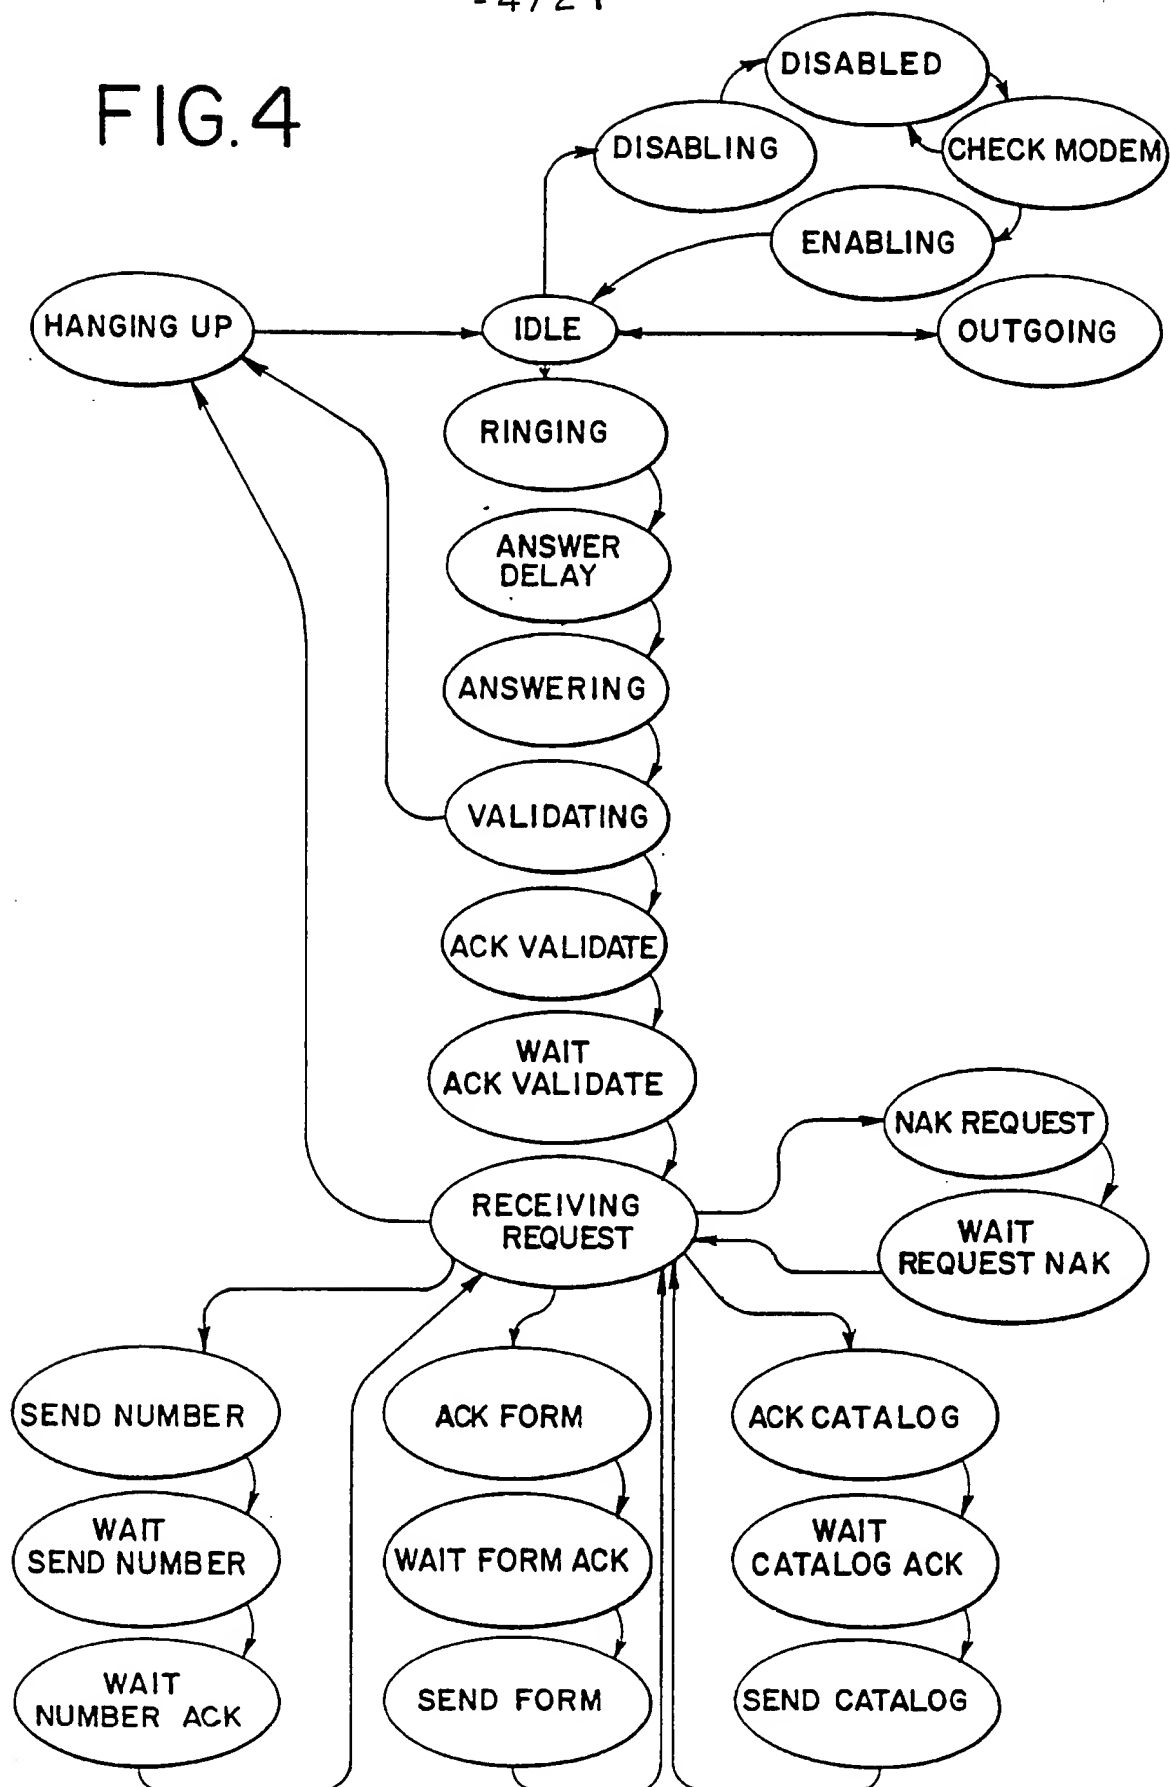 -4/21
FIG.4
DISABLED
DISABLING
CHECK MODEM
ENABLING
HANGING UP
IDLE
OUTGOING
RINGING
ANSWER
DELAY
ANSWERING
VALIDATING
ACK VALIDATE
WAIT
ACK VALIDATE
NAK REQUEST
RECEIVING
REQUEST
WAIT
REQUEST NAK
SEND NUMBER
ACK FORM
ACK CATALOG
WAIT
SEND NUMBER
WAIT FORM ACK
WAIT
CATALOG ACK
WAIT
NUMBER ACK
SEND FORM
SEND CATALOG